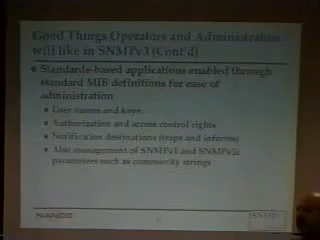 Good Things Operators and Administrators
will like in SNMPv3 (Cont'd)
Standards-based applications enabled through
standard MIB definitions for ease of
administration
User names and keys
Authorization and access control rights
Notification destinations (traps and informs)
Also management of SNMPv1 and SNMPv2c
parameters such as community strings
NANOG
SNMP